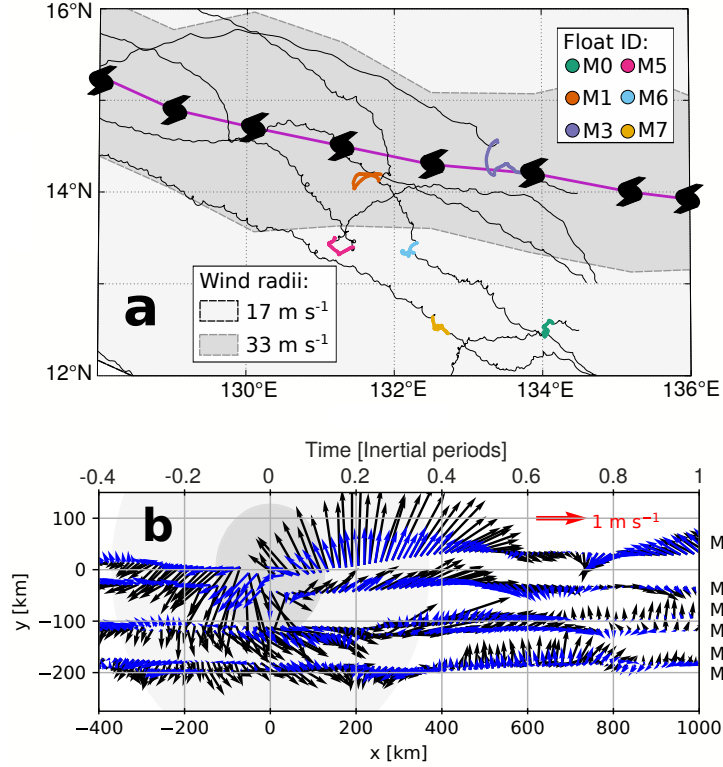 16°N
14°N
12°N
Float ID:
M0 M5
M1 M6
M3 M7
Wind radii:
17 m s⁻¹
33 m s⁻¹
a
130°E 132°E 134°E 136°E
Time [Inertial periods]
-0.4 -0.2 0 0.2 0.4 0.6 0.8 1
b
1 m s⁻¹
100
0
−100
−200
y [km]
M
M
M
M
M
M
−400 −200 0 200 400 600 800 1000
x [km]